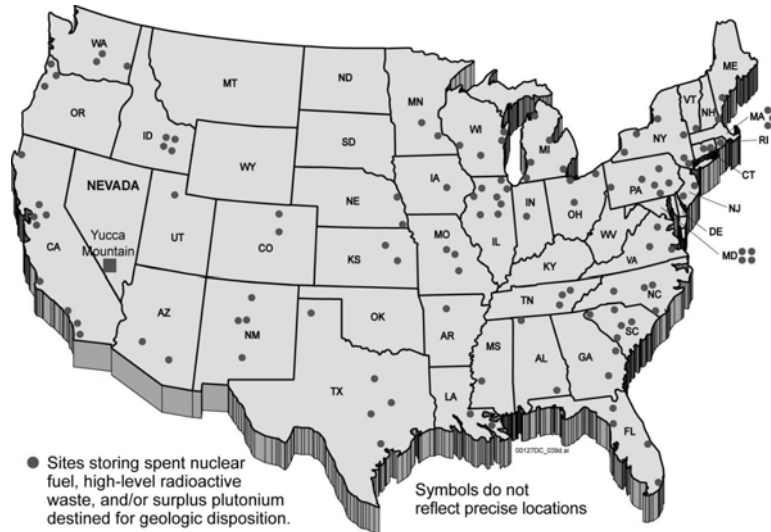 WA
MT
ND
MN
ME
VT
NH
MA
RI
CT
NY
OR
ID
SD
WI
MI
WY
NEVADA
Yucca
Mountain
NE
IA
PA
NJ
DE
MD
CA
UT
CO
KS
MO
IL
IN
OH
WV
VA
KY
AZ
NM
OK
AR
TN
NC
SC
TX
LA
MS
AL
GA
FL
00127DC_039d.ai
Sites storing spent nuclear
fuel, high-level radioactive
waste, and/or surplus plutonium
destined for geologic disposition.
Symbols do not
reflect precise locations